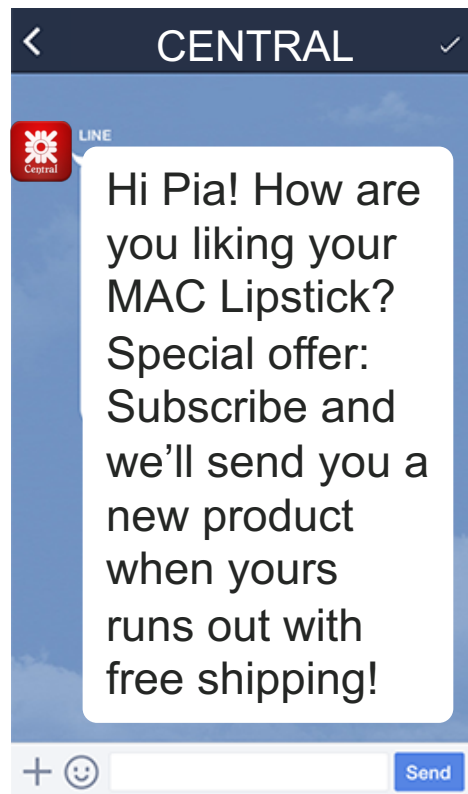 CENTRAL
LINE
Central
Hi Pia! How are
you liking your
MAC Lipstick?
Special offer:
Subscribe and
we’ll send you a
new product
when yours
runs out with
free shipping!
Send